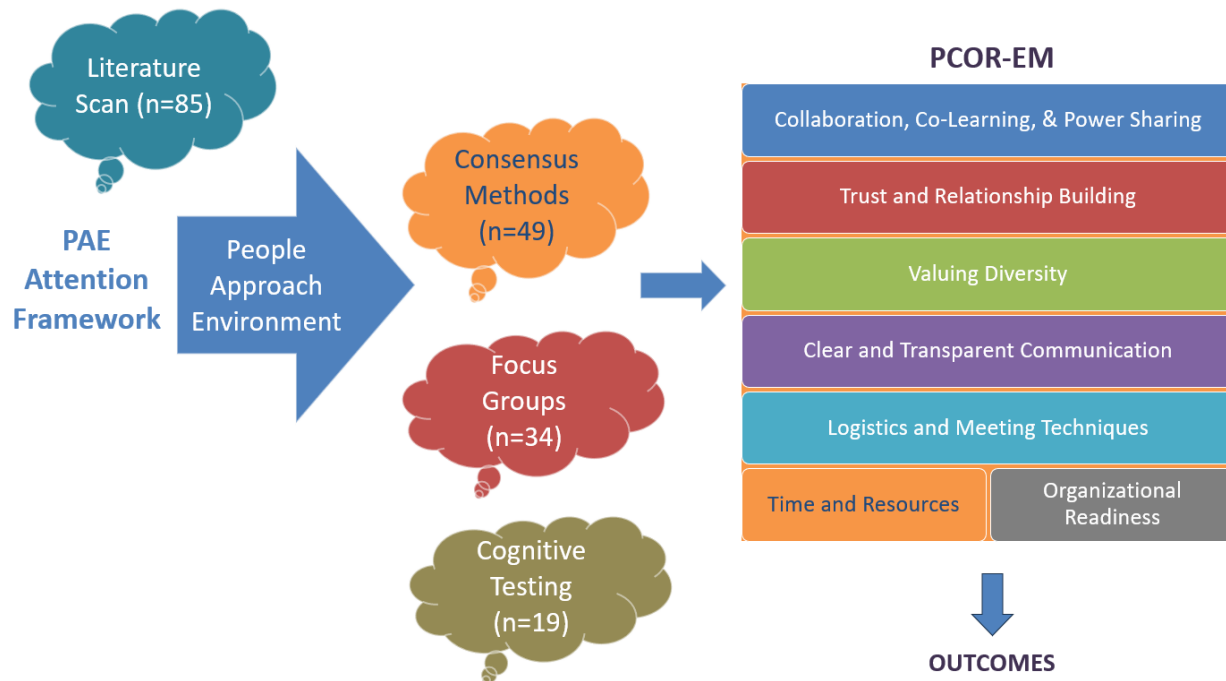 Literature
Scan (n=85)
PAE
Attention
Framework
People
Approach
Environment
Consensus
Methods
(n=49)
Focus
Groups
(n=34)
Cognitive
Testing
(n=19)
PCOR-EM
Collaboration, Co-Learning, & Power Sharing
Trust and Relationship Building
Valuing Diversity
Clear and Transparent Communication
Logistics and Meeting Techniques
Time and Resources
Organizational
Readiness
OUTCOMES